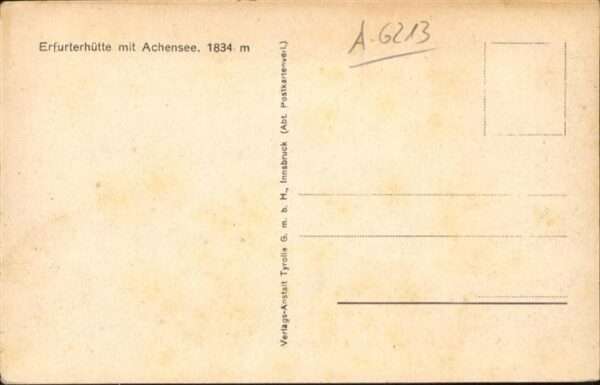 Erfurterhütte mit Achensee, 1834 m
Verlags-Anstalt Tyrolia G. m. b. H., Innsbruck (Abt. Postkartenverl.)
A-6213